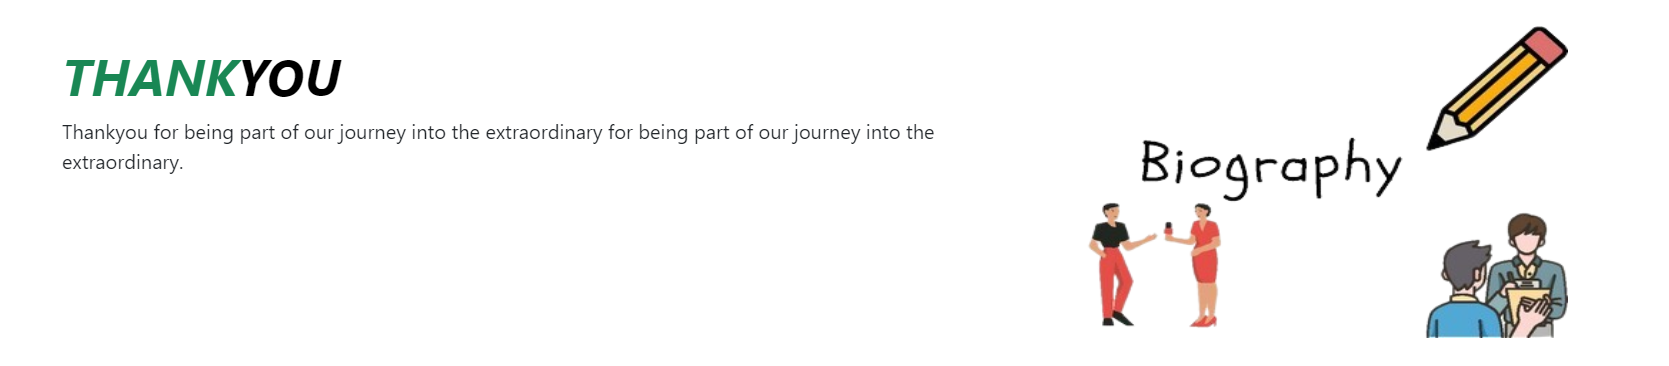 THANKYOU
Thankyou for being part of our journey into the extraordinary for being part of our journey into the
extraordinary.
Biography